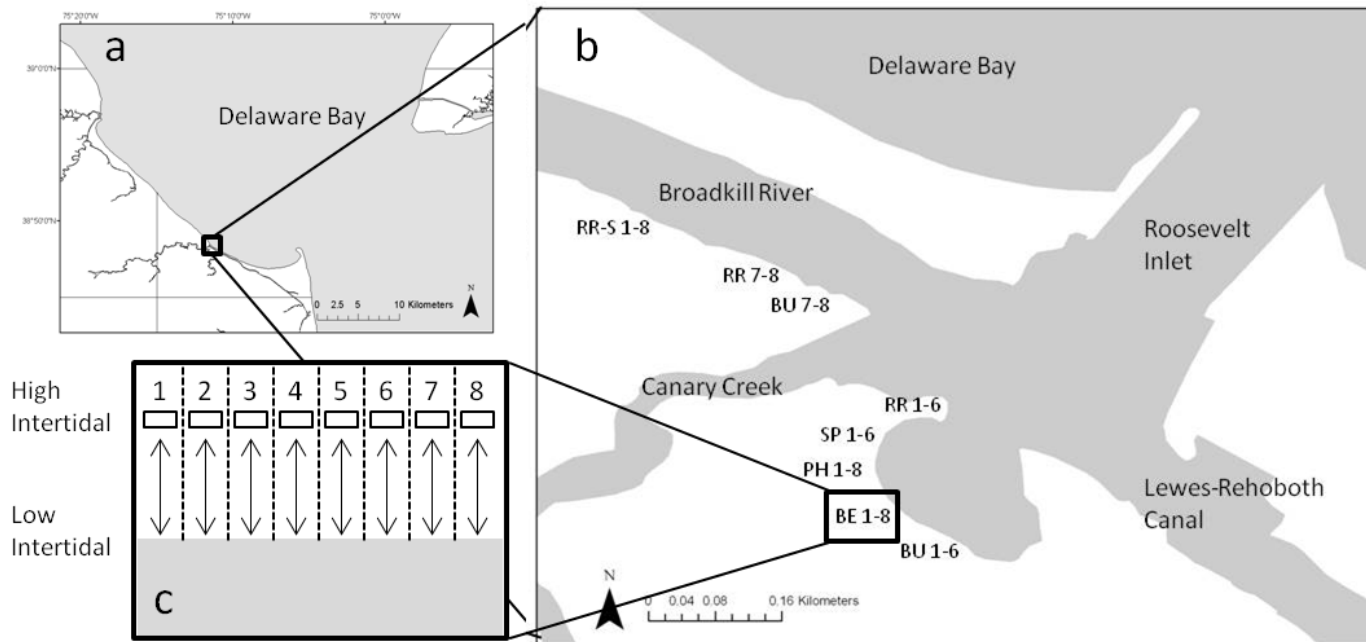 75°20'0"W 75°10'0"W 75°0'0"W
a
39°0'0"N
Delaware Bay
38°50'0"N
N
0 2.5 5 10 Kilometers
b
Delaware Bay
Broadkill River
RR-S 1-8
Roosevelt
Inlet
RR 7-8
BU 7-8
Canary Creek
RR 1-6
SP 1-6
PH 1-8
BE 1-8
Lewes-Rehoboth
Canal
BU 1-6
N
0 0.04 0.08 0.16 Kilometers
High
Intertidal
1 2 3 4 5 6 7 8
Low
Intertidal
c